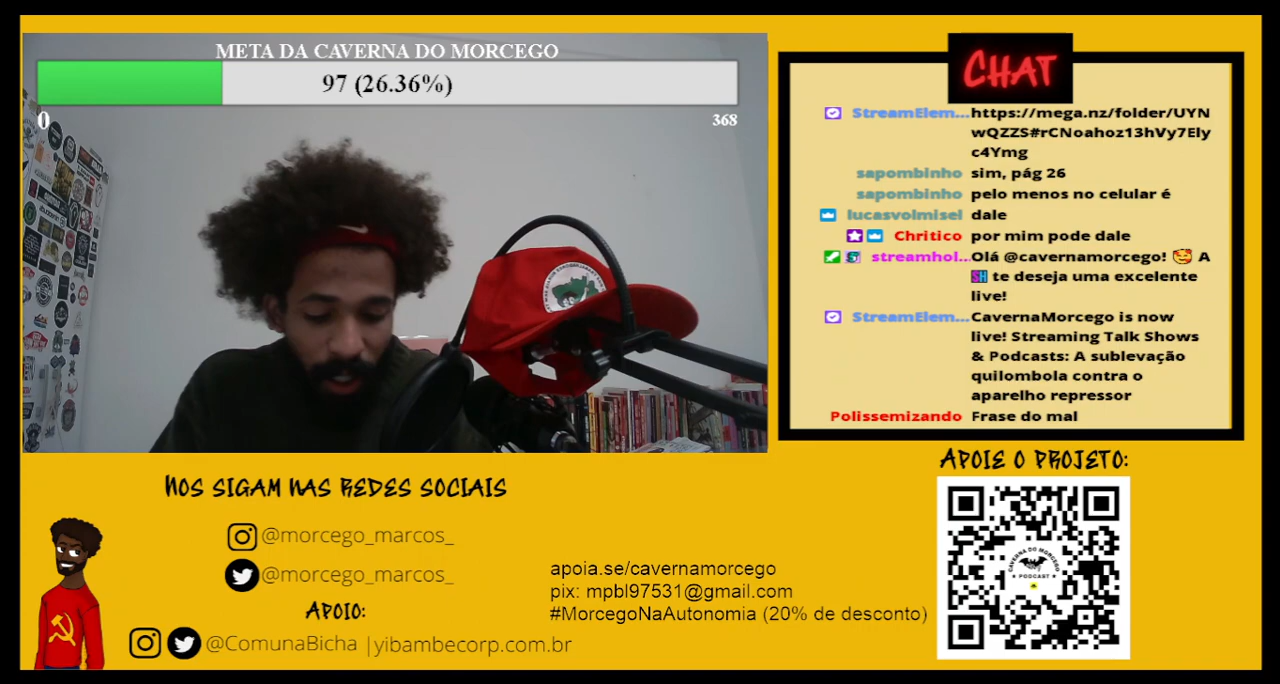 META DA CAVERNA DO MORCEGO
97 (26.36%)
0
368
CHAT
StreamElem... https://mega.nz/folder/UYN
wQZZS#rCNoahoz13hVy7Ely
c4Ymg
sapombinho sim, pág 26
sapombinho pelo menos no celular é
lucasvolmisel dale
Chritico por mim pode dale
streamhol... Olá @cavernamorcego! 🥰 A
SH te deseja uma excelente
live!
StreamElem... CavernaMorcego is now
live! Streaming Talk Shows
& Podcasts: A sublevação
quilombola contra o
aparelho repressor
Polissemizando Frase do mal
NOS SIGAM NAS REDES SOCIAIS
@morcego_marcos_
@morcego_marcos_
APOIO:
@ComunaBicha |yibambecorp.com.br
apoia.se/cavernamorcego
pix: mpbl97531@gmail.com
#MorcegoNaAutonomia (20% de desconto)
APOIE O PROJETO:
CAVERNA DO MORCEGO
PODCAST